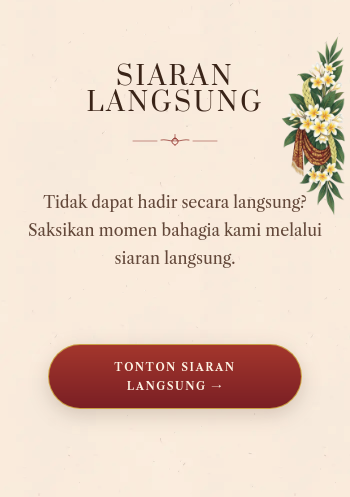 SIARAN
LANGSUNG
Tidak dapat hadir secara langsung?
Saksikan momen bahagia kami melalui
siaran langsung.
TONTON SIARAN
LANGSUNG →